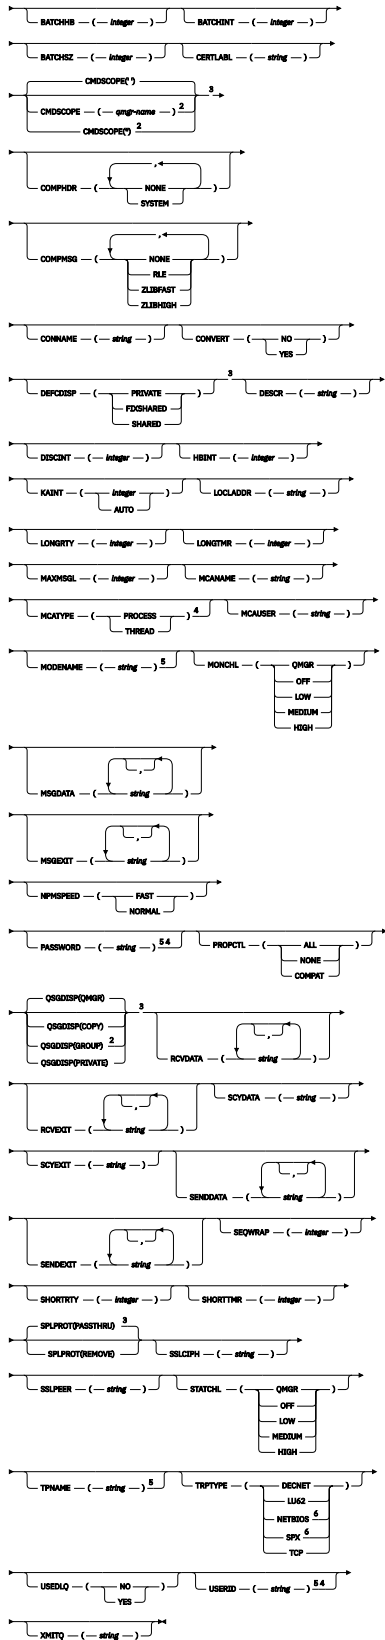 BATCHHB — ( — integer — ) BATCHINT — ( — integer — )
BATCHSZ — ( — integer — ) CERTLABL — ( — string — )
CMDSCOPE(' ') 3
CMDSCOPE — ( — qmgr-name — ) 2
CMDSCOPE(*) 2
,
COMPHDR — ( — NONE — )
SYSTEM
,
COMPMSG — ( — NONE — )
RLE
ZLIBFAST
ZLIBHIGH
CONNAME — ( — string — ) CONVERT — ( — NO — )
YES
3
DEFCDISP — ( — PRIVATE — ) DESCR — ( — string — )
FIXSHARED
SHARED
DISCINT — ( — integer — ) HBINT — ( — integer — )
KAINT — ( — integer — ) LOCLADDR — ( — string — )
AUTO
LONGRTY — ( — integer — ) LONGTMR — ( — integer — )
MAXMSGL — ( — integer — ) MCANAME — ( — string — )
MCATYPE — ( — PROCESS — ) 4 MCAUSER — ( — string — )
THREAD
MODENAME — ( — string — ) 5 MONCHL — ( — QMGR — )
OFF
LOW
MEDIUM
HIGH
,
MSGDATA — ( — string — )
,
MSGEXIT — ( — string — )
NPMSPEED — ( — FAST — )
NORMAL
PASSWORD — ( — string — ) 5 4 PROPCTL — ( — ALL — )
NONE
COMPAT
QSGDISP(QMGR) 3
QSGDISP(COPY) ,
QSGDISP(GROUP) 2
QSGDISP(PRIVATE) RCVDATA — ( — string — )
, SCYDATA — ( — string — )
RCVEXIT — ( — string — )
SCYEXIT — ( — string — ) ,
SENDDATA — ( — string — )
, SEQWRAP — ( — integer — )
SENDEXIT — ( — string — )
SHORTRTY — ( — integer — ) SHORTTMR — ( — integer — )
SPLPROT(PASSTHRU) 3
SPLPROT(REMOVE) SSLCIPH — ( — string — )
SSLPEER — ( — string — ) STATCHL — ( — QMGR — )
OFF
LOW
MEDIUM
HIGH
TPNAME — ( — string — ) 5 TRPTYPE — ( — DECNET — )
LU62
NETBIOS 6
SPX 6
TCP
USEDLQ — ( — NO — ) USERID — ( — string — ) 5 4
YES
XMITQ — ( — string — )